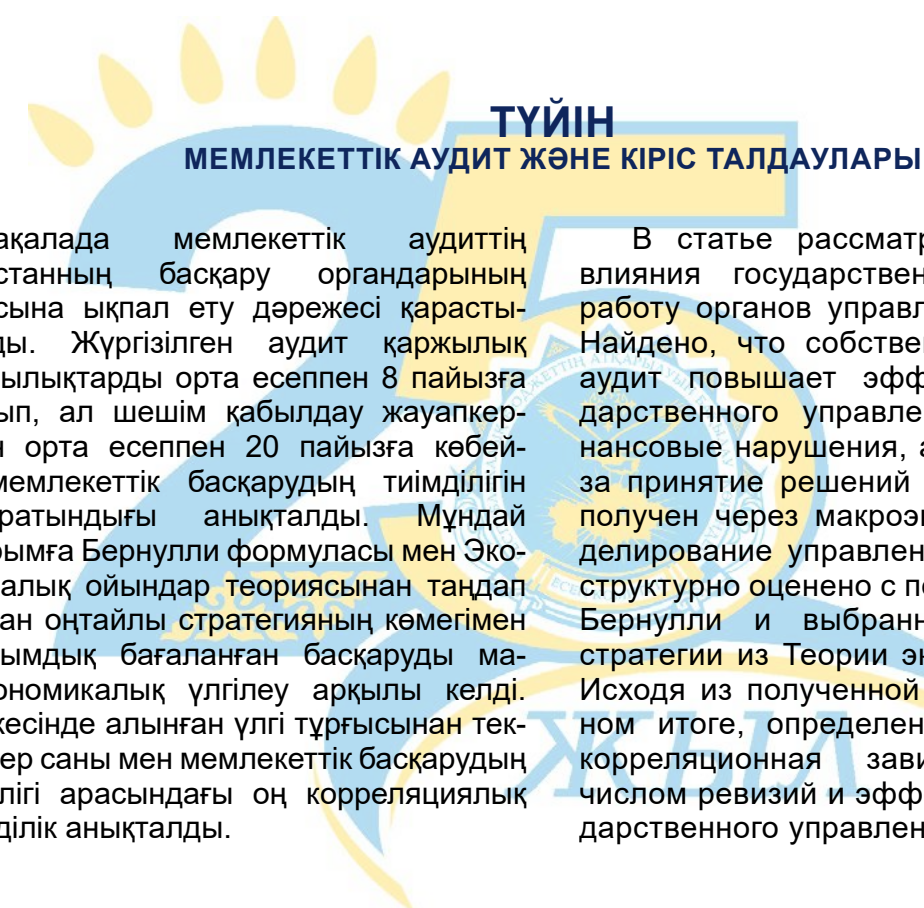 ТҮЙІН
МЕМЛЕКЕТТІК АУДИТ ЖӘНЕ КІРІС ТАЛДАУЛАРЫ
ақалада мемлекеттік аудиттің
станның басқару органдарының
сына ықпал ету дәрежесі қарасты-
ды. Жүргізілген аудит қаржылық
ылықтарды орта есеппен 8 пайызға
ып, ал шешім қабылдау жауапкер-
н орта есеппен 20 пайызға көбей-
мемлекеттік басқарудың тиімділігін
ратындығы анықталды. Мұндай
рымға Бернулли формуласы мен Эко-
алық ойындар теориясынан таңдап
ан оңтайлы стратегияның көмегімен
ымдық бағаланған басқаруды ма-
ономикалық үлгілеу арқылы келді.
кесінде алынған үлгі тұрғысынан тек-
ер саны мен мемлекеттік басқарудың
лігі арасындағы оң корреляциялық
ділік анықталды.
В статье рассматр
влияния государствен
работу органов управл
Найдено, что собстве
аудит повышает эфф
дарственного управле
нансовые нарушения, а
за принятие решений
получен через макроэ
делирование управлен
структурно оценено с п
Бернулли и выбранн
стратегии из Теории э
Исходя из полученной
ном итоге, определен
корреляционная зави
числом ревизий и эфф
дарственного управлен
25
ЖЫЛ